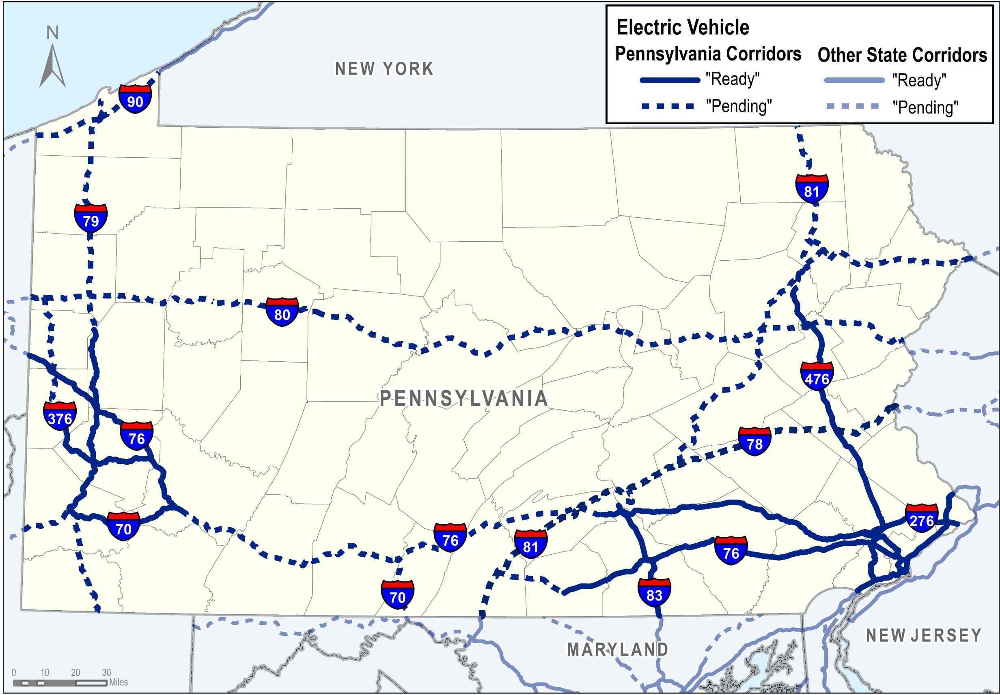 N
Electric Vehicle
Pennsylvania Corridors
Other State Corridors
"Ready"
"Ready"
"Pending"
"Pending"
NEW YORK
90
81
79
80
476
PENNSYLVANIA
376
76
78
276
70
76
81
76
70
83
NEW JERSEY
MARYLAND
0 10 20 30
Miles